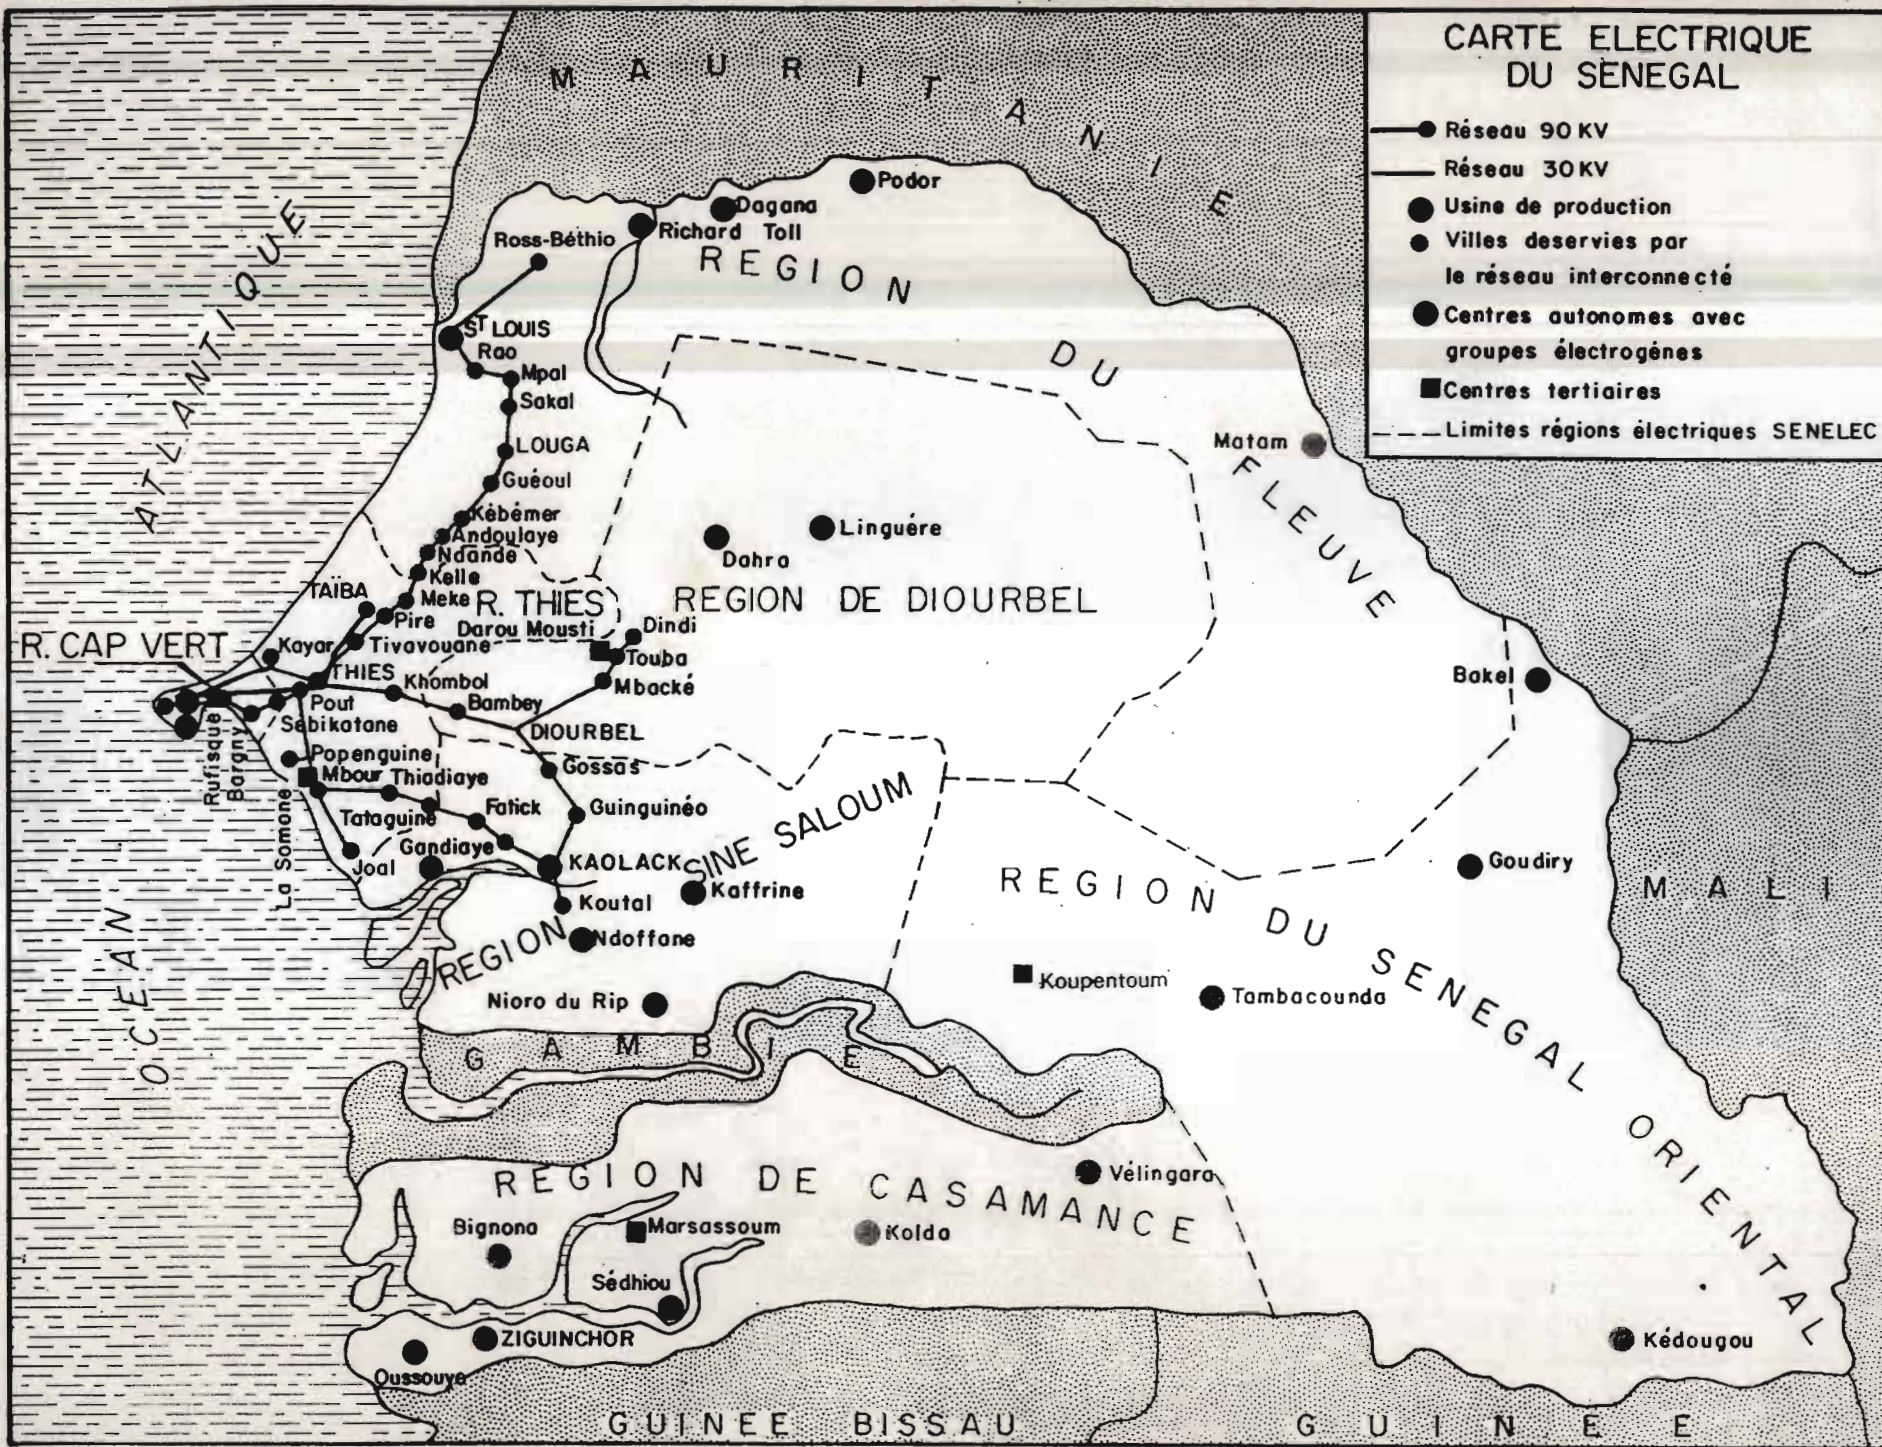 CARTE ELECTRIQUE
DU SENEGAL
Réseau 90 KV
Réseau 30 KV
Usine de production
Villes deservies par
le réseau interconnecté
Centres autonomes avec
groupes électrogénes
Centres tertiaires
Limites régions électriques SENELEC
MAURITANIE
OCEAN
ATLANTIQUE
Podor
Dagana
Richard Toll
Ross-Béthio
REGION DU FLEUVE
ST LOUIS
Rao
Mpal
Sakal
LOUGA
Guéoul
Kébémer
Andoulaye
Ndande
Kelle
Meke
Matam
Linguére
Dahra
TAÏBA
Pire
R. THIES
REGION DE DIOURBEL
Darou Mousti
Dindi
R. CAP VERT
Kayar
Tivavouane
Touba
THIES
Khombol
Mbacké
Bakel
Pout
Bambey
Sébikatane
DIOURBEL
Rufisque
Bargny
Popenguine
Gossas
Mbour
Thiadiaye
La Somone
Tataguine
Fatick
Guinguinéo
REGION SINE SALOUM
Gandiaye
Joal
KAOLACK
Kaffrine
Goudiry
Koutal
REGION DU SENEGAL ORIENTAL
MALI
Ndoffane
Koupentoum
Nioro du Rip
Tambacounda
GAMBIE
REGION DE CASAMANCE
Vélingara
Bignona
Marsassoum
Kolda
Sédhiou
ZIGUINCHOR
Oussouye
Kédougou
GUINEE BISSAU
GUINEE